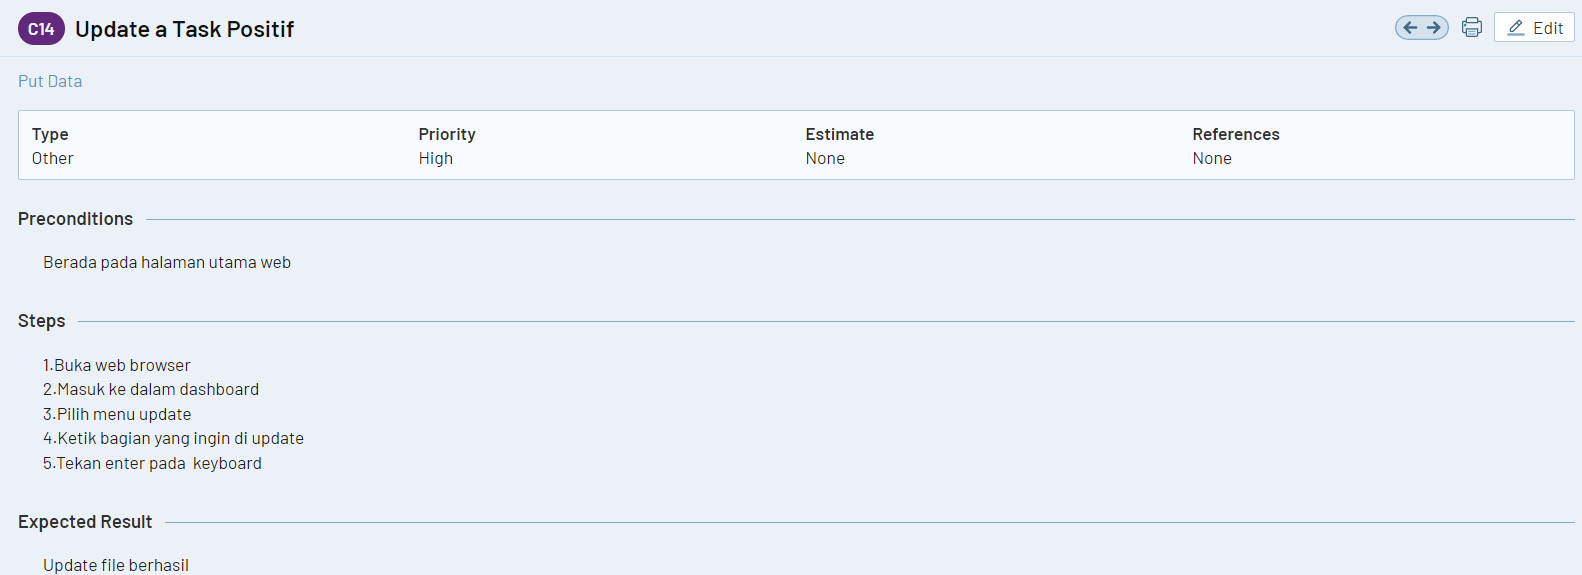 C14 Update a Task Positif
Edit
Put Data
Type Priority Estimate References
Other High None None
Preconditions
Berada pada halaman utama web
Steps
1.Buka web browser
2.Masuk ke dalam dashboard
3.Pilih menu update
4.Ketik bagian yang ingin di update
5.Tekan enter pada  keyboard
Expected Result
Update file berhasil